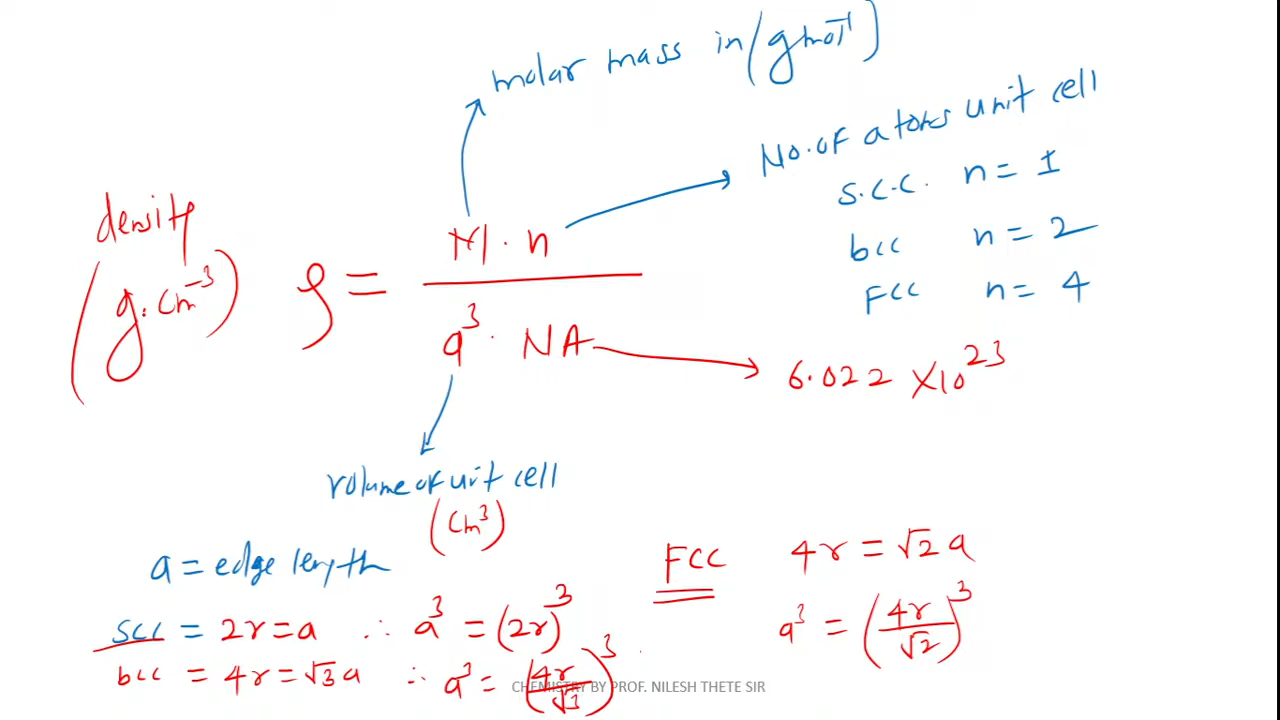 molar mass in (g mol⁻¹)
No. of atoms unit cell
s.c.c. n = 1
bcc n = 2
FCC n = 4
density
(g.cm⁻³)
ρ = M . n / a³ . NA
6.022 x10²³
volume of unit cell
(cm³)
a = edge length
scc = 2r = a ∴ a³ = (2r)³
bcc = 4r = √3 a ∴ a³ = (4r/√3)³
FCC 4r = √2 a
a³ = (4r/√2)³
CHEMISTRY BY PROF. NILESH THETE SIR